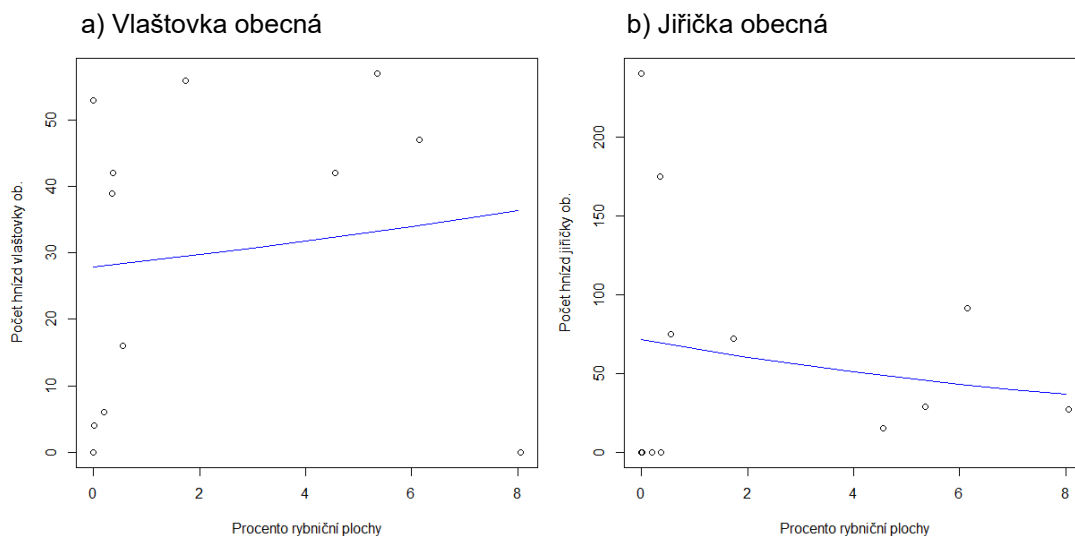 a) Vlaštovka obecná
50
40
30
20
10
0
Počet hnízd vlaštovky ob.
0 2 4 6 8
Procento rybniční plochy
b) Jiřička obecná
200
150
100
50
0
Počet hnízd jiřičky ob.
0 2 4 6 8
Procento rybniční plochy